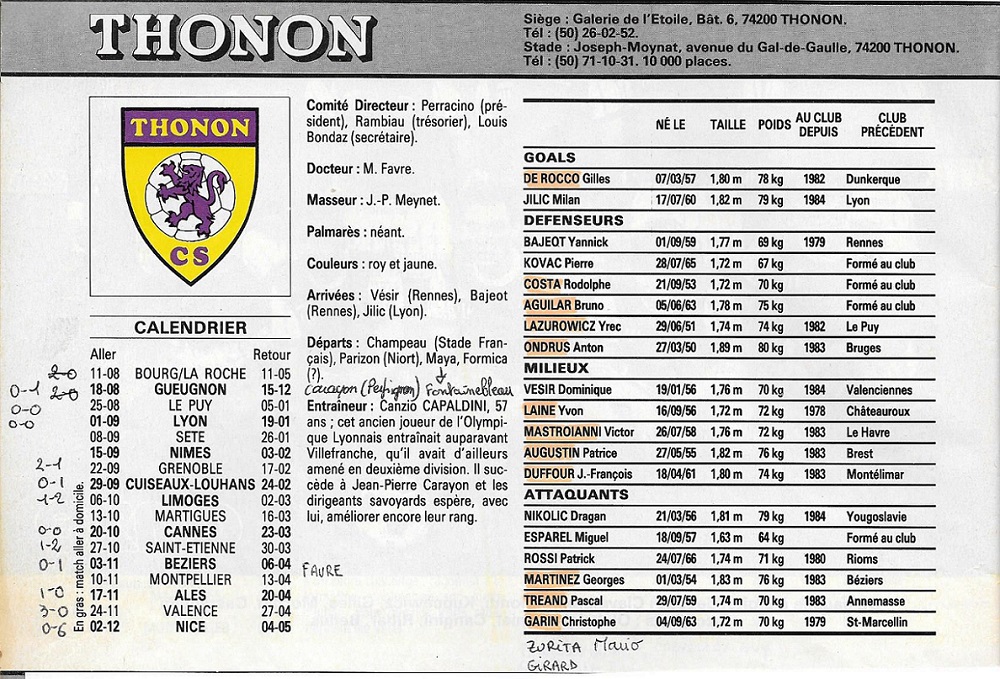 THONON
Siège : Galerie de l'Etoile, Bât. 6, 74200 THONON.
Tél : (50) 26-02-52.
Stade : Joseph-Moynat, avenue du Gal-de-Gaulle, 74200 THONON.
Tél : (50) 71-10-31. 10 000 places.
THONON
CS
CALENDRIER
Aller Retour
2-0 11-08 BOURG/LA ROCHE 11-05
0-1 2-0 18-08 GUEUGNON 15-12
0-0 25-08 LE PUY 05-01
0-0 01-09 LYON 19-01
08-09 SETE 26-01
15-09 NIMES 03-02
2-1 22-09 GRENOBLE 17-02
0-1 29-09 CUISEAUX-LOUHANS 24-02
1-2 06-10 LIMOGES 02-03
13-10 MARTIGUES 16-03
0-0 20-10 CANNES 23-03
1-2 27-10 SAINT-ETIENNE 30-03
0-1 03-11 BEZIERS 06-04
10-11 MONTPELLIER 13-04
1-0 17-11 ALES 20-04
3-0 24-11 VALENCE 27-04
0-6 02-12 NICE 04-05
En gras : match aller à domicile.
Comité Directeur : Perracino (pré-
sident), Rambiau (trésorier), Louis
Bondaz (secrétaire).
Docteur : M. Favre.
Masseur : J.-P. Meynet.
Palmarès : néant.
Couleurs : roy et jaune.
Arrivées : Vésir (Rennes), Bajeot
(Rennes), Jilic (Lyon).
Départs : Champeau (Stade Fran-
çais), Parizon (Niort), Maya, Formica
(?).
Carayon (Perpignan) Fontainebleau
Entraineur : Canzio CAPALDINI, 57
ans ; cet ancien joueur de l'Olympi-
que Lyonnais entraînait auparavant
Villefranche, qu'il avait d'ailleurs
amené en deuxième division. Il suc-
cède à Jean-Pierre Carayon et les
dirigeants savoyards espère, avec
lui, améliorer encore leur rang.
FAURE
NÉ LE TAILLE POIDS AU CLUB DEPUIS CLUB PRÉCÉDENT
GOALS
DE ROCCO Gilles 07/03/57 1,80 m 78 kg 1982 Dunkerque
JILIC Milan 17/07/60 1,82 m 79 kg 1984 Lyon
DEFENSEURS
BAJEOT Yannick 01/09/59 1,77 m 69 kg 1979 Rennes
KOVAC Pierre 28/07/65 1,72 m 67 kg Formé au club
COSTA Rodolphe 21/09/53 1,72 m 70 kg Formé au club
AGUILAR Bruno 05/06/63 1,78 m 75 kg Formé au club
LAZUROWICZ Yrec 29/06/51 1,74 m 74 kg 1982 Le Puy
ONDRUS Anton 27/03/50 1,89 m 80 kg 1983 Bruges
MILIEUX
VESIR Dominique 19/01/56 1,76 m 70 kg 1984 Valenciennes
LAINE Yvon 16/09/56 1,72 m 72 kg 1978 Châteauroux
MASTROIANNI Victor 26/07/58 1,76 m 72 kg 1983 Le Havre
AUGUSTIN Patrice 27/05/55 1,82 m 76 kg 1983 Brest
DUFFOUR J.-François 18/04/61 1,80 m 74 kg 1983 Montélimar
ATTAQUANTS
NIKOLIC Dragan 21/03/56 1,81 m 79 kg 1984 Yougoslavie
ESPAREL Miguel 18/09/57 1,63 m 64 kg Formé au club
ROSSI Patrick 24/07/66 1,74 m 71 kg 1980 Rioms
MARTINEZ Georges 01/03/54 1,83 m 76 kg 1983 Béziers
TREAND Pascal 29/07/59 1,74 m 70 kg 1983 Annemasse
GARIN Christophe 04/09/63 1,72 m 70 kg 1979 St-Marcellin
ZURITA Mario
GIRARD